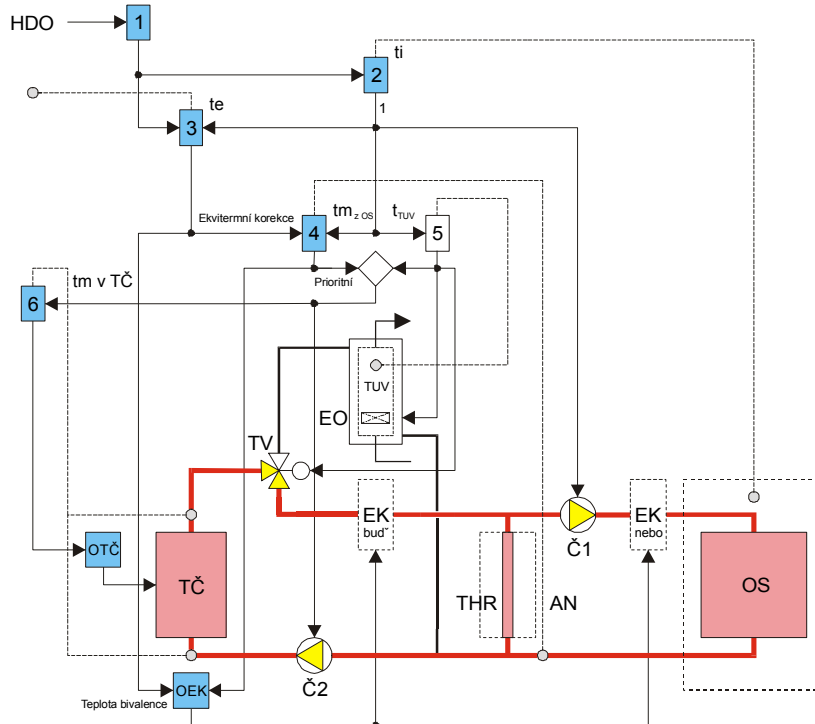 HDO
1
ti
2
1
te
3
Ekvitermní korekce
tm z OS
t TUV
4
5
Prioritní
tm v TČ
6
TUV
EO
TV
EK
buď
Č1
EK
nebo
OTČ
TČ
THR
AN
OS
Č2
OEK
Teplota bivalence